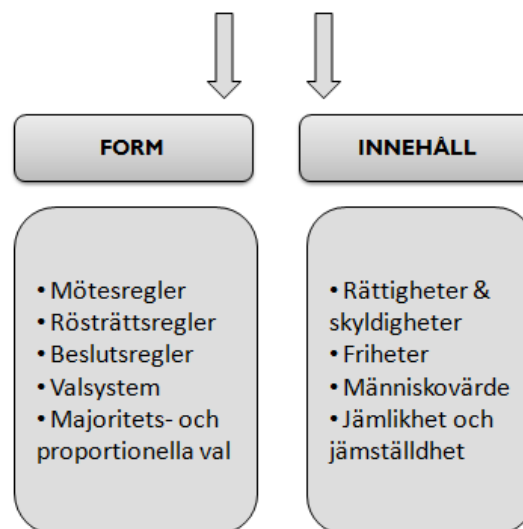 FORM
INNEHÅLL
• Mötesregler
• Rösträttsregler
• Beslutsregler
• Valsystem
• Majoritets- och
proportionella val
• Rättigheter &
skyldigheter
• Friheter
• Människovärde
• Jämlikhet och
jämställdhet